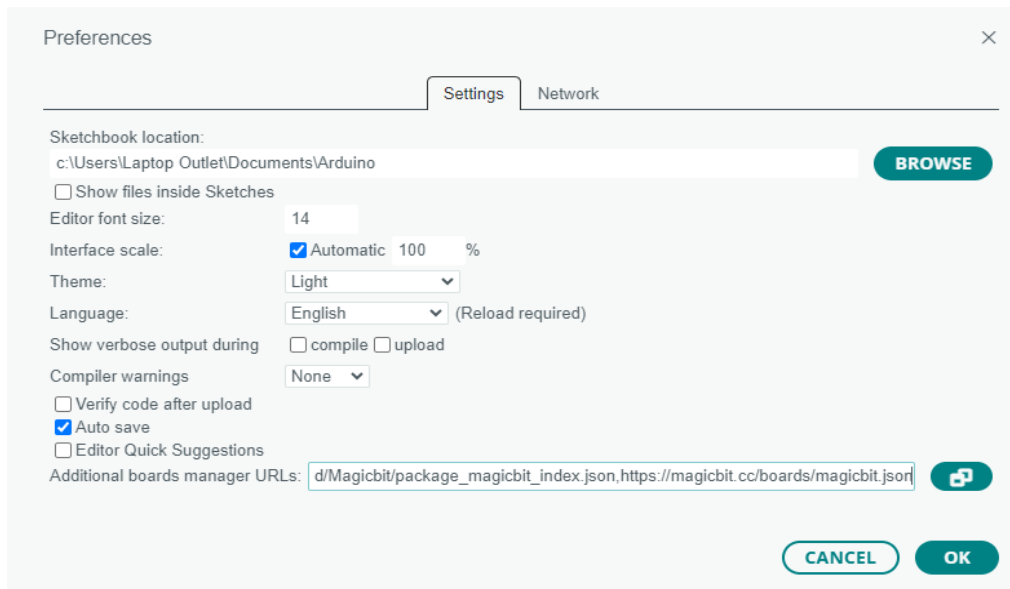 Preferences
Settings Network
Sketchbook location:
c:\Users\Laptop Outlet\Documents\Arduino BROWSE
Show files inside Sketches
Editor font size: 14
Interface scale: Automatic 100 %
Theme: Light
Language: English (Reload required)
Show verbose output during compile upload
Compiler warnings None
Verify code after upload
Auto save
Editor Quick Suggestions
Additional boards manager URLs: d/Magicbit/package_magicbit_index.json,https://magicbit.cc/boards/magicbit.json
CANCEL OK